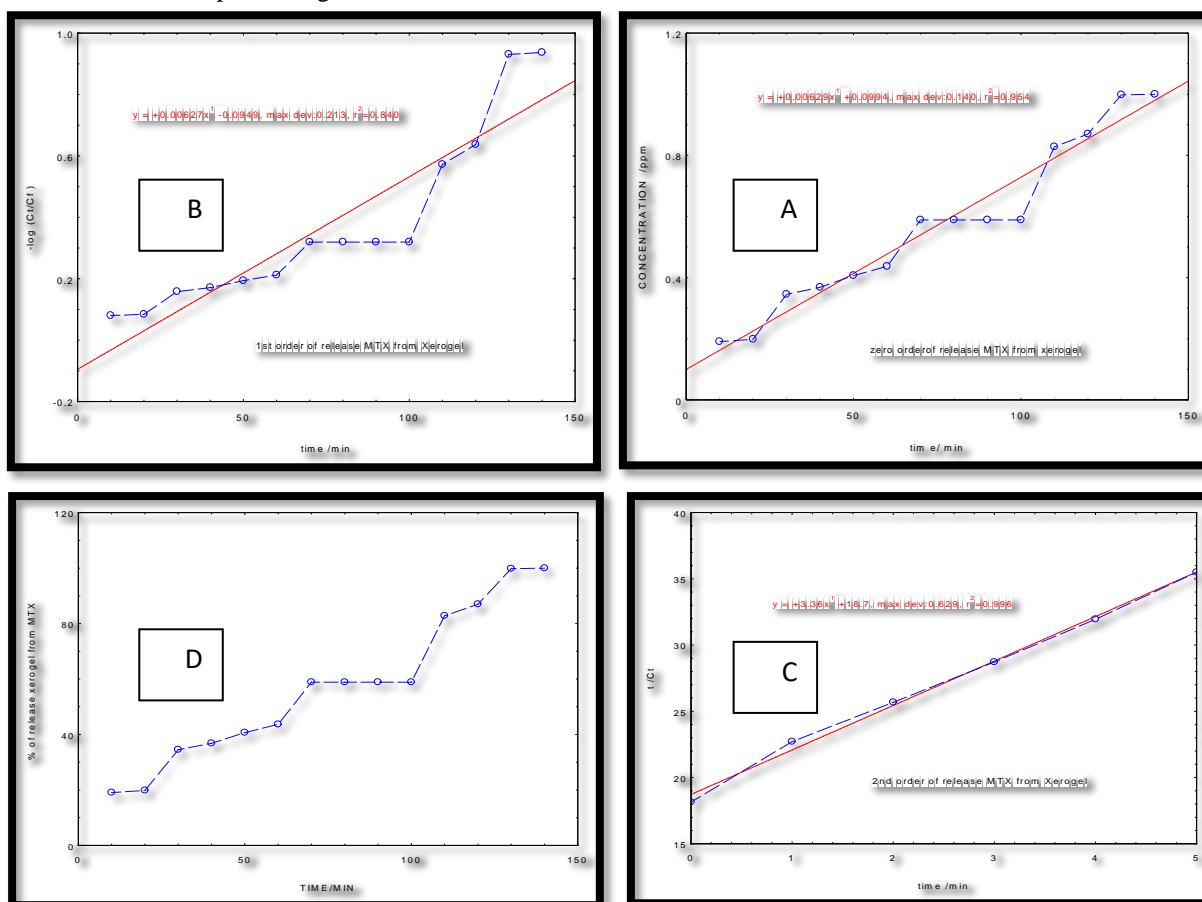 1.0
y = +0.00627x1 -0.0949, max dev:0.213, r2=0.840
0.6
-log (Ct/Cf)
B
0.2
1st order of release MTX from Xerogel
-0.2
0
50
100
150
time /min
1.2
y = +0.00629x1 +0.0994, max dev:0.140, r2=0.954
0.8
CONCENTRATION /ppm
A
0.4
zero orderof release MTX from xerogel
0
0
50
100
150
time/ min
120
80
% of release xerogel from MTX
D
40
0
0
50
100
150
TIME/MIN
40
35
y = +3.36x1 +18.7, max dev:0.629, r2=0.996
30
t /Ct
C
25
20
2nd order of release MTX from Xerogel
15
0
1
2
3
4
5
time /min